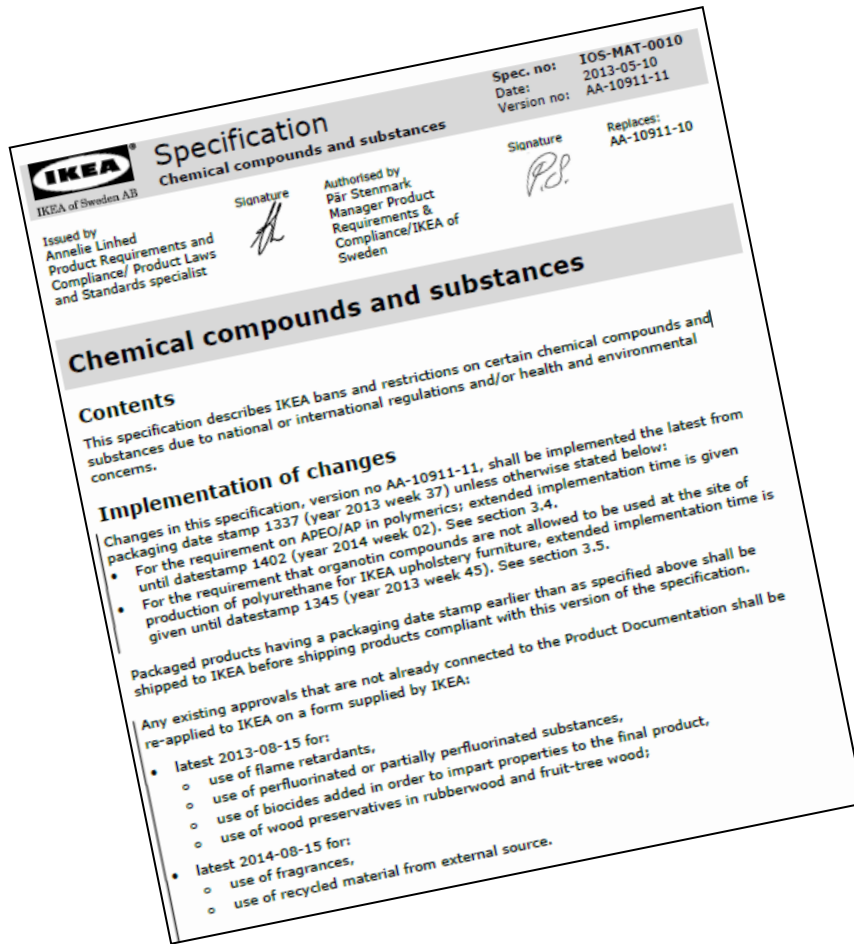 Spec. no: IOS-MAT-0010
Date: 2013-05-10
Version no: AA-10911-11
IKEA®
IKEA of Sweden AB
Specification
Chemical compounds and substances
Issued by
Annelie Linhed
Product Requirements and
Compliance/ Product Laws
and Standards specialist
Signature
Authorised by
Pär Stenmark
Manager Product
Requirements &
Compliance/IKEA of
Sweden
Signature
P.S.
Replaces:
AA-10911-10
Chemical compounds and substances
Contents
This specification describes IKEA bans and restrictions on certain chemical compounds and
substances due to national or international regulations and/or health and environmental
concerns.
Implementation of changes
Changes in this specification, version no AA-10911-11, shall be implemented the latest from
packaging date stamp 1337 (year 2013 week 37) unless otherwise stated below:
• For the requirement on APEO/AP in polymerics; extended implementation time is given
until datestamp 1402 (year 2014 week 02). See section 3.4.
• For the requirement that organotin compounds are not allowed to be used at the site of
production of polyurethane for IKEA upholstery furniture, extended implementation time is
given until datestamp 1345 (year 2013 week 45). See section 3.5.
Packaged products having a packaging date stamp earlier than as specified above shall be
shipped to IKEA before shipping products compliant with this version of the specification.
Any existing approvals that are not already connected to the Product Documentation shall be
re-applied to IKEA on a form supplied by IKEA:
• latest 2013-08-15 for:
o use of flame retardants,
o use of perfluorinated or partially perfluorinated substances,
o use of biocides added in order to impart properties to the final product,
o use of wood preservatives in rubberwood and fruit-tree wood;
• latest 2014-08-15 for:
o use of fragrances,
o use of recycled material from external source.